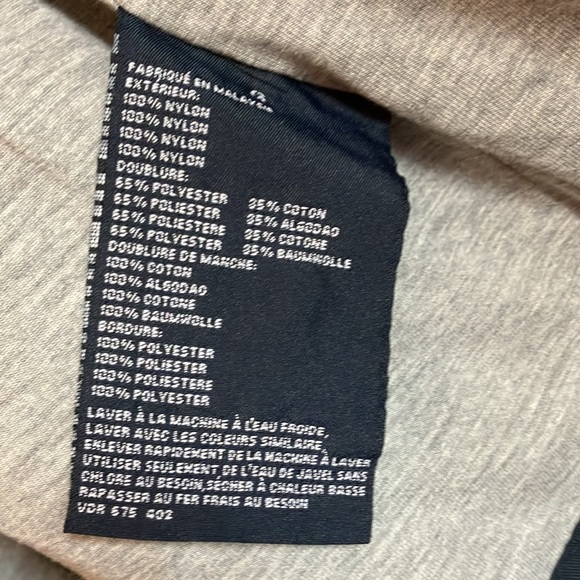 FABRIQUÉ EN MALAYSIE
EXTÉRIEUR:
100% NYLON
100% NYLON
100% NYLON
100% NYLON
DOUBLURE:
65% POLYESTER 35% COTON
65% POLIESTER 35% ALGODAO
65% POLIESTERE 35% COTONE
65% POLYESTER 35% BAUMWOLLE
DOUBLURE DE MANCHE:
100% COTON
100% ALGODAO
100% COTONE
100% BAUMWOLLE
BORDURE:
100% POLYESTER
100% POLIESTER
100% POLIESTERE
100% POLYESTER
LAVER À LA MACHINE À L'EAU FROIDE,
LAVER AVEC LES COULEURS SIMILAIRE,
ENLEVER RAPIDEMENT DE LA MACHINE À LAVER
UTILISER SEULEMENT DE L'EAU DE JAVEL SANS
CHLORE AU BESOIN,SÉCHER À CHALEUR BASSE
RAPASSER AU FER FRAIS AU BESOIN
VDR 675 402